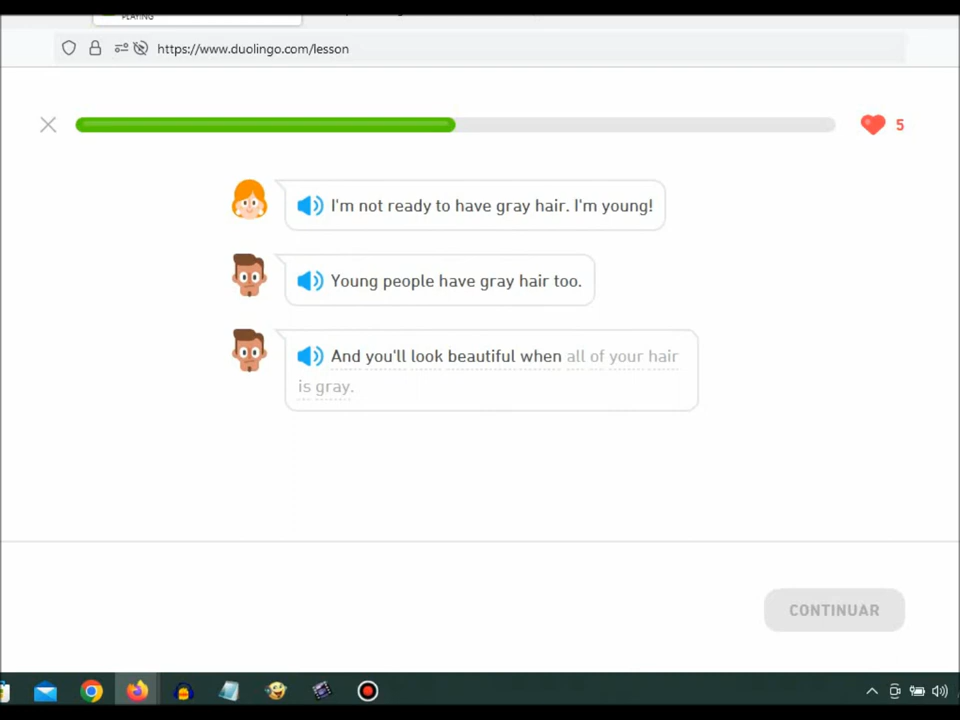 PLAYING
https://www.duolingo.com/lesson
5
I'm not ready to have gray hair. I'm young!
Young people have gray hair too.
And you'll look beautiful when all of your hair
is gray.
CONTINUAR